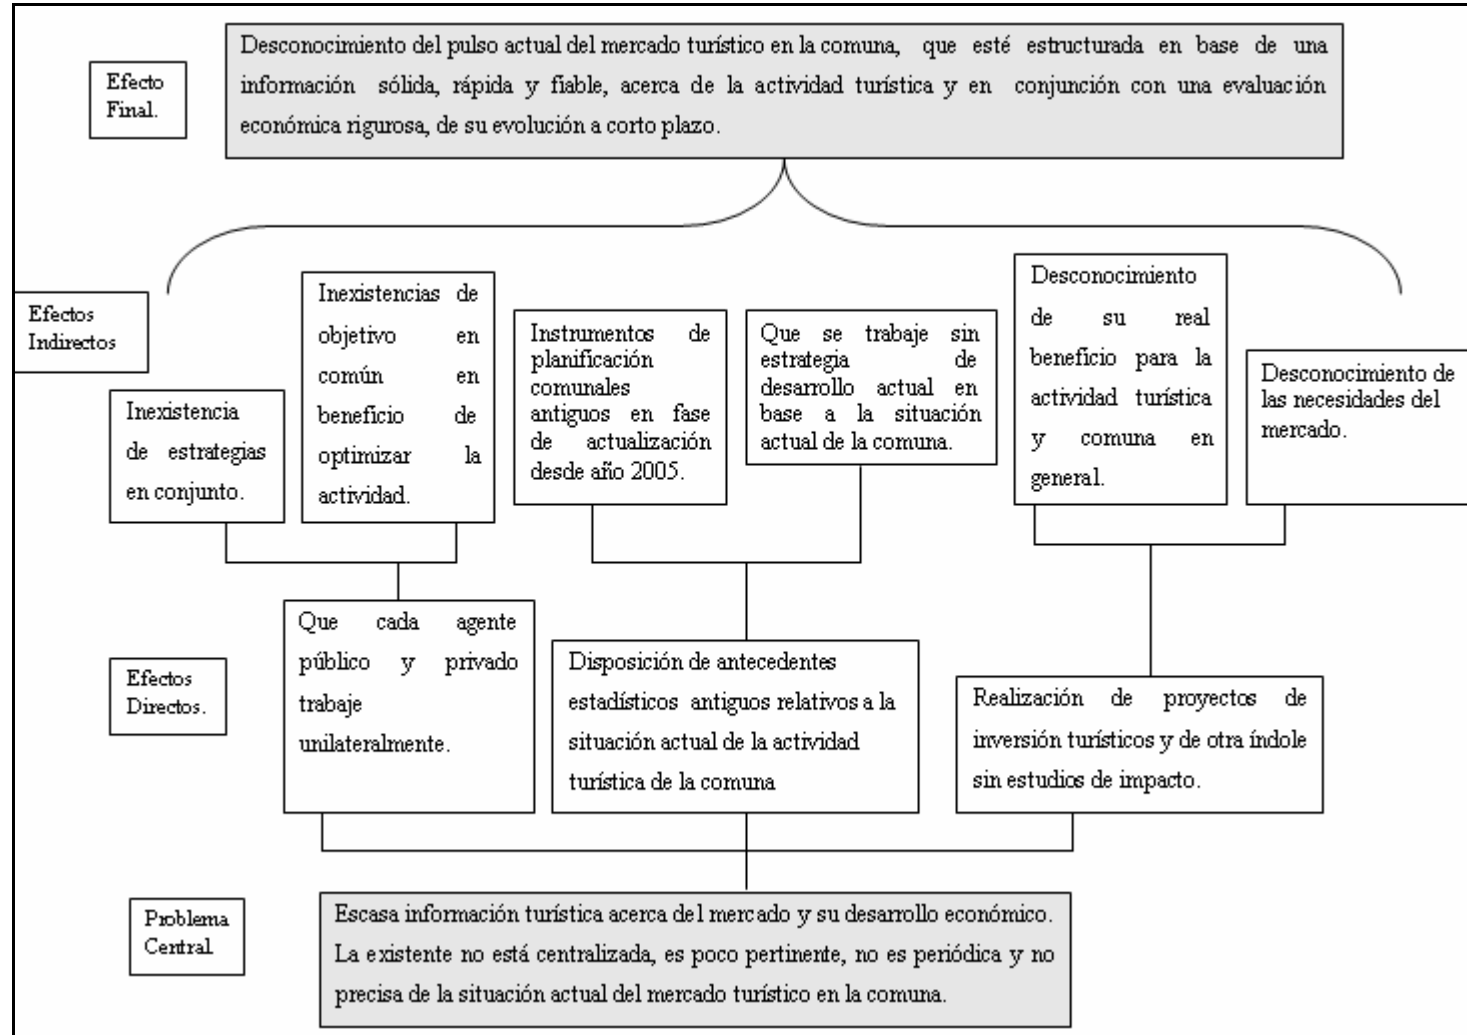 Efecto
Final.
Desconocimiento del pulso actual del mercado turístico en la comuna, que esté estructurada en base de una
información sólida, rápida y fiable, acerca de la actividad turística y en conjunción con una evaluación
económica rigurosa, de su evolución a corto plazo.
Efectos
Indirectos
Inexistencia
de estrategias
en conjunto.
Inexistencias de
objetivo en
común en
beneficio de
optimizar la
actividad.
Instrumentos de
planificación
comunales
antiguos en fase
de actualización
desde año 2005.
Que se trabaje sin
estrategia de
desarrollo actual en
base a la situación
actual de la comuna.
Desconocimiento
de su real
beneficio para la
actividad turística
y comuna en
general.
Desconocimiento de
las necesidades del
mercado.
Efectos
Directos.
Que cada agente
público y privado
trabaje
unilateralmente.
Disposición de antecedentes
estadísticos antiguos relativos a la
situación actual de la actividad
turística de la comuna
Realización de proyectos de
inversión turísticos y de otra índole
sin estudios de impacto.
Problema
Central
Escasa información turística acerca del mercado y su desarrollo económico.
La existente no está centralizada, es poco pertinente, no es periódica y no
precisa de la situación actual del mercado turístico en la comuna.